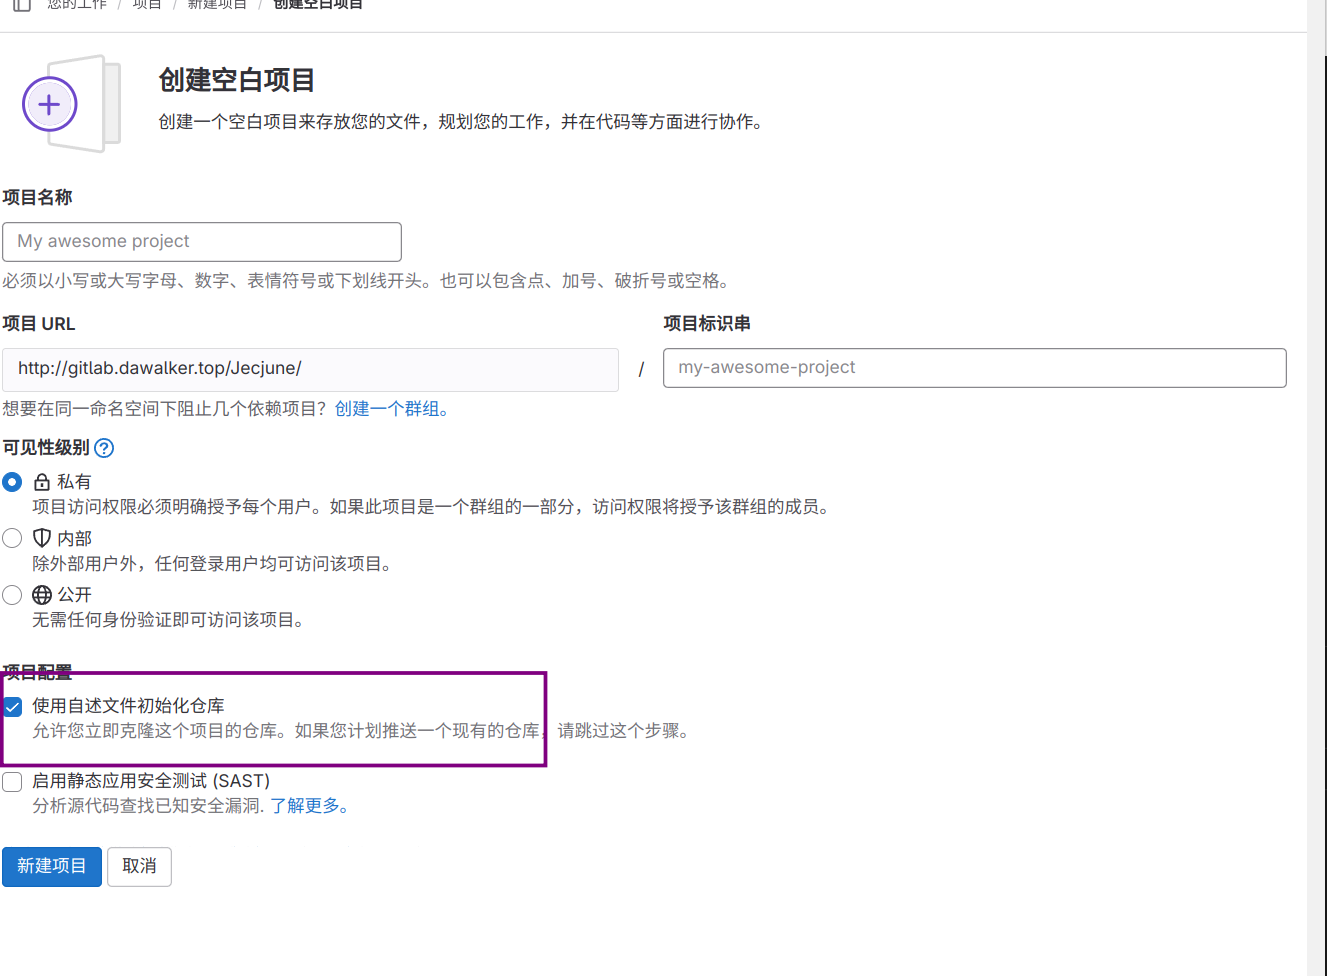 您的工作 / 项目 / 新建项目 / 创建空白项目
创建空白项目
创建一个空白项目来存放您的文件，规划您的工作，并在代码等方面进行协作。
项目名称
My awesome project
必须以小写或大写字母、数字、表情符号或下划线开头。也可以包含点、加号、破折号或空格。
项目 URL
项目标识串
http://gitlab.dawalker.top/Jecjune/
/
my-awesome-project
想要在同一命名空间下阻止几个依赖项目？创建一个群组。
可见性级别
私有
项目访问权限必须明确授予每个用户。如果此项目是一个群组的一部分，访问权限将授予该群组的成员。
内部
除外部用户外，任何登录用户均可访问该项目。
公开
无需任何身份验证即可访问该项目。
项目配置
使用自述文件初始化仓库
允许您立即克隆这个项目的仓库。如果您计划推送一个现有的仓库，请跳过这个步骤。
启用静态应用安全测试 (SAST)
分析源代码查找已知安全漏洞. 了解更多。
新建项目
取消